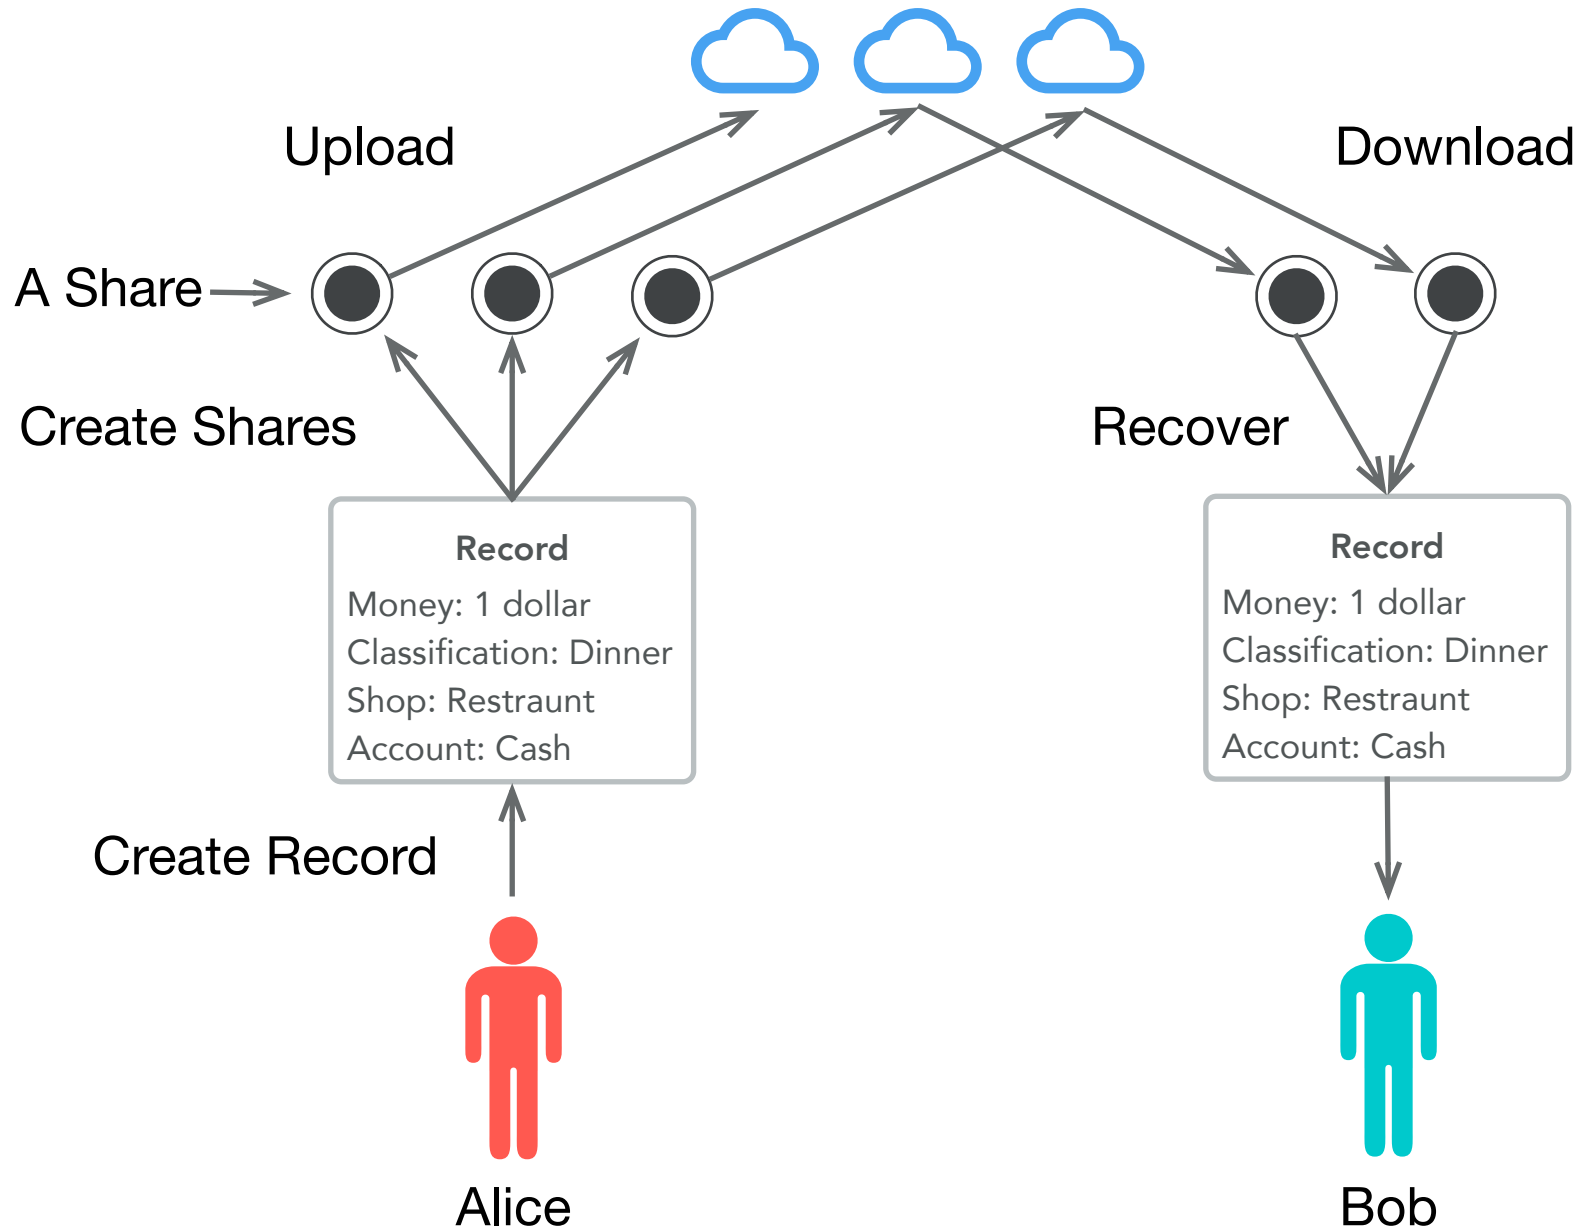 Upload
Download
A Share
Create Shares
Recover
Record
Money: 1 dollar
Classification: Dinner
Shop: Restraunt
Account: Cash
Record
Money: 1 dollar
Classification: Dinner
Shop: Restraunt
Account: Cash
Create Record
Alice
Bob